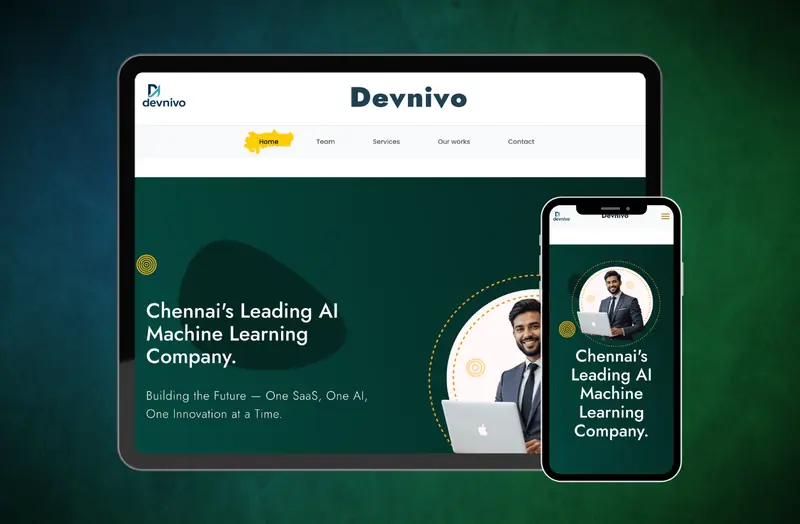 devnivo
Devnivo
Home Team Services Our works Contact
Chennai's Leading AI
Machine Learning
Company.
Building the Future — One SaaS, One AI,
One Innovation at a Time.
devnivo
Devnivo
Chennai's
Leading AI
Machine
Learning
Company.